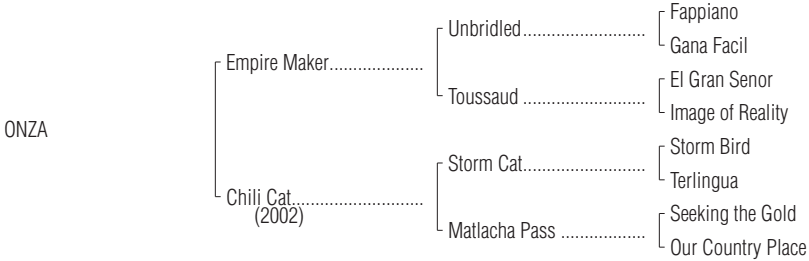 Fappiano
Unbridled........................
Gana Facil
Empire Maker..................
El Gran Senor
Toussaud ........................
Image of Reality
ONZA
Storm Bird
Storm Cat........................
Terlingua
Chili Cat.........................
(2002)
Seeking the Gold
Matlacha Pass ................
Our Country Place